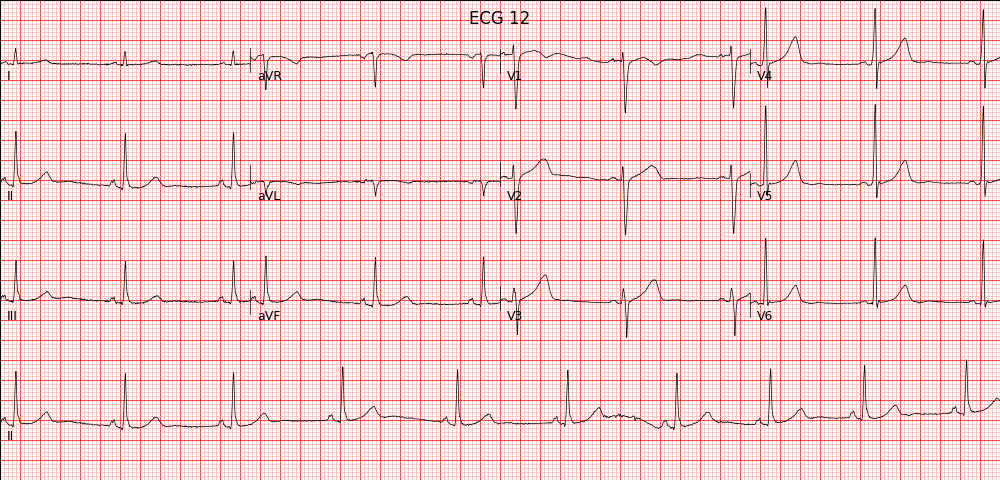 ECG 12
I aVR V1 V4
II aVL V2 V5
III aVF V3 V6
II